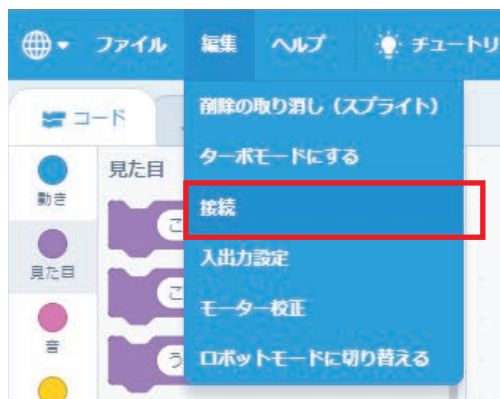 ファイル 編集 ヘルプ チュートリ
コード
削除の取り消し（スプライト）
ターボモードにする
接続
入出力設定
モーター校正
ロボットモードに切り替える
見た目
動き
こ
見た目
こ
音
う